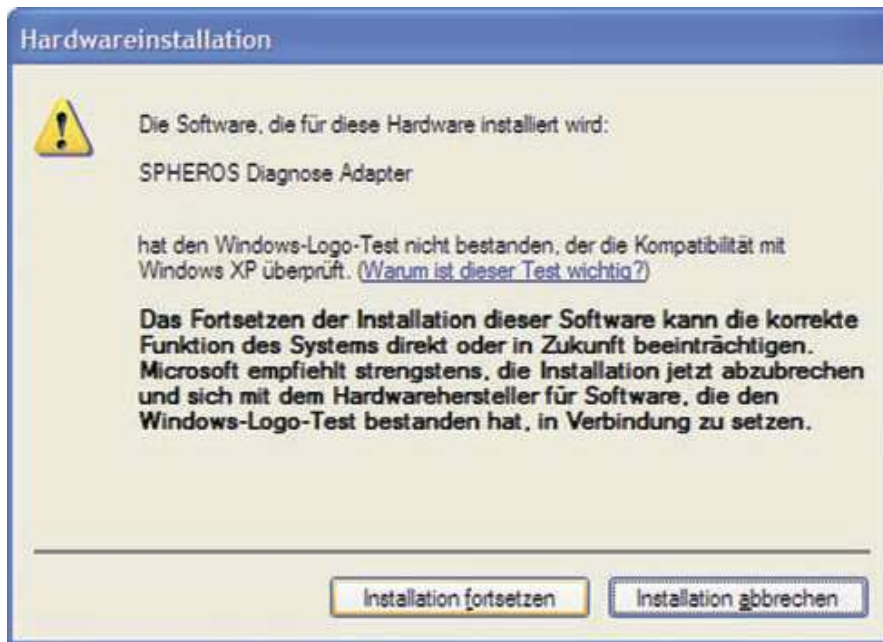 Hardwareinstallation
Die Software, die für diese Hardware installiert wird:
SPHEROS Diagnose Adapter
hat den Windows-Logo-Test nicht bestanden, der die Kompatibilität mit
Windows XP überprüft. (Warum ist dieser Test wichtig?)
Das Fortsetzen der Installation dieser Software kann die korrekte
Funktion des Systems direkt oder in Zukunft beeinträchtigen.
Microsoft empfiehlt strengstens, die Installation jetzt abzubrechen
und sich mit dem Hardwarehersteller für Software, die den
Windows-Logo-Test bestanden hat, in Verbindung zu setzen.
Installation fortsetzen Installation abbrechen